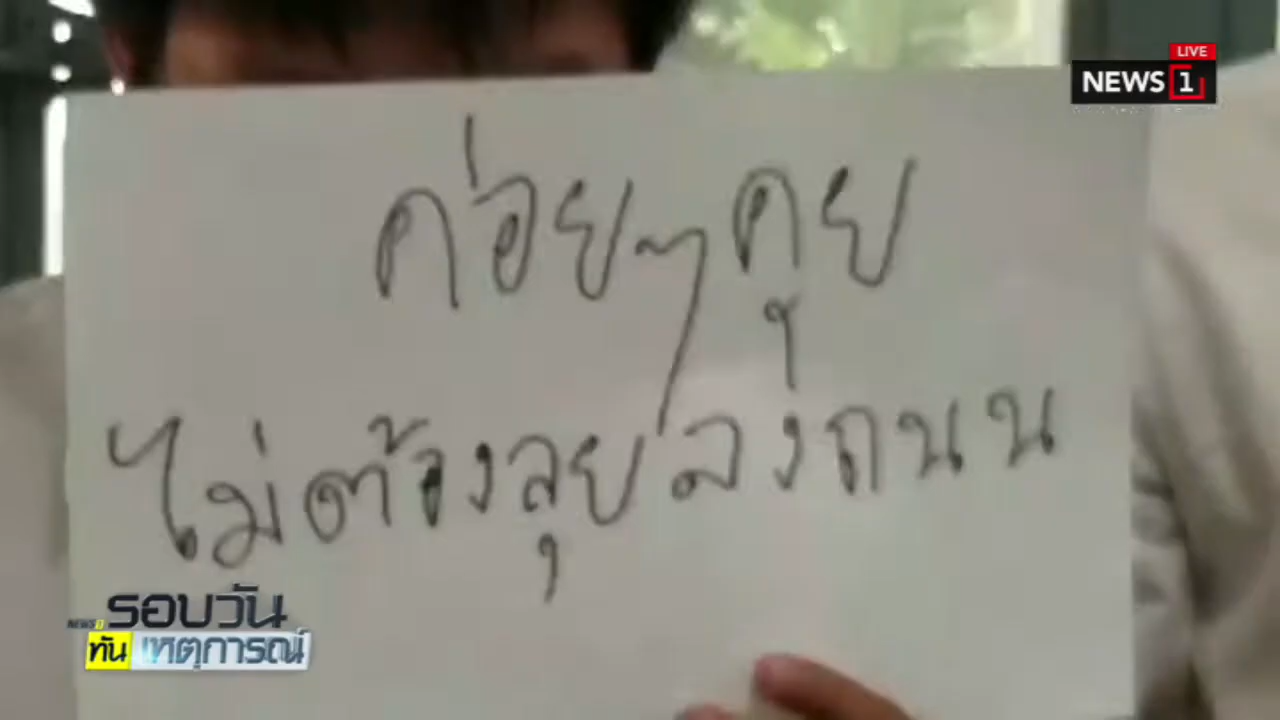 LIVE
NEWS 1
ค่อยๆ คุย
ไม่ต้องลุยลงถนน
NEWS1 รอบวัน
ทันเหตุการณ์